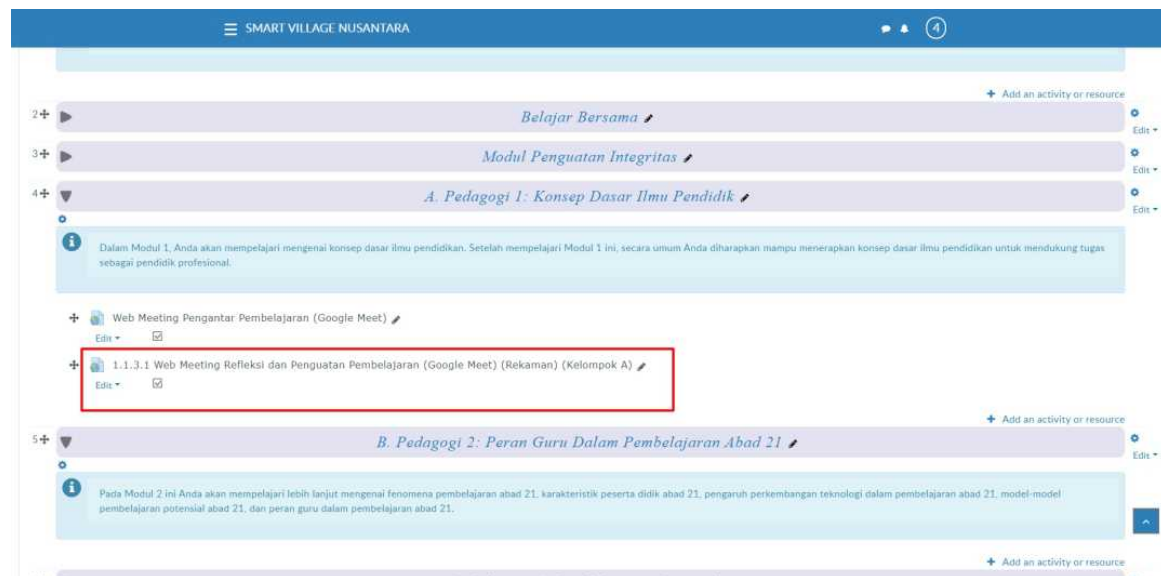 SMART VILLAGE NUSANTARA
4
Add an activity or resource
2
Belajar Bersama
Edit
3
Modul Penguatan Integritas
Edit
4
A. Pedagogi 1: Konsep Dasar Ilmu Pendidik
Edit
Dalam Modul 1, Anda akan mempelajari mengenai konsep dasar ilmu pendidikan. Setelah mempelajari Modul 1 ini, secara umum Anda diharapkan mampu menerapkan konsep dasar ilmu pendidikan untuk mendukung tugas
sebagai pendidik profesional.
Web Meeting Pengantar Pembelajaran (Google Meet)
Edit
1.1.3.1 Web Meeting Refleksi dan Penguatan Pembelajaran (Google Meet) (Rekaman) (Kelompok A)
Edit
Add an activity or resource
5
B. Pedagogi 2: Peran Guru Dalam Pembelajaran Abad 21
Edit
Pada Modul 2 ini Anda akan mempelajari lebih lanjut mengenai fenomena pembelajaran abad 21, karakteristik peserta didik abad 21, pengaruh perkembangan teknologi dalam pembelajaran abad 21, model-model
pembelajaran potensial abad 21, dan peran guru dalam pembelajaran abad 21.
Add an activity or resource